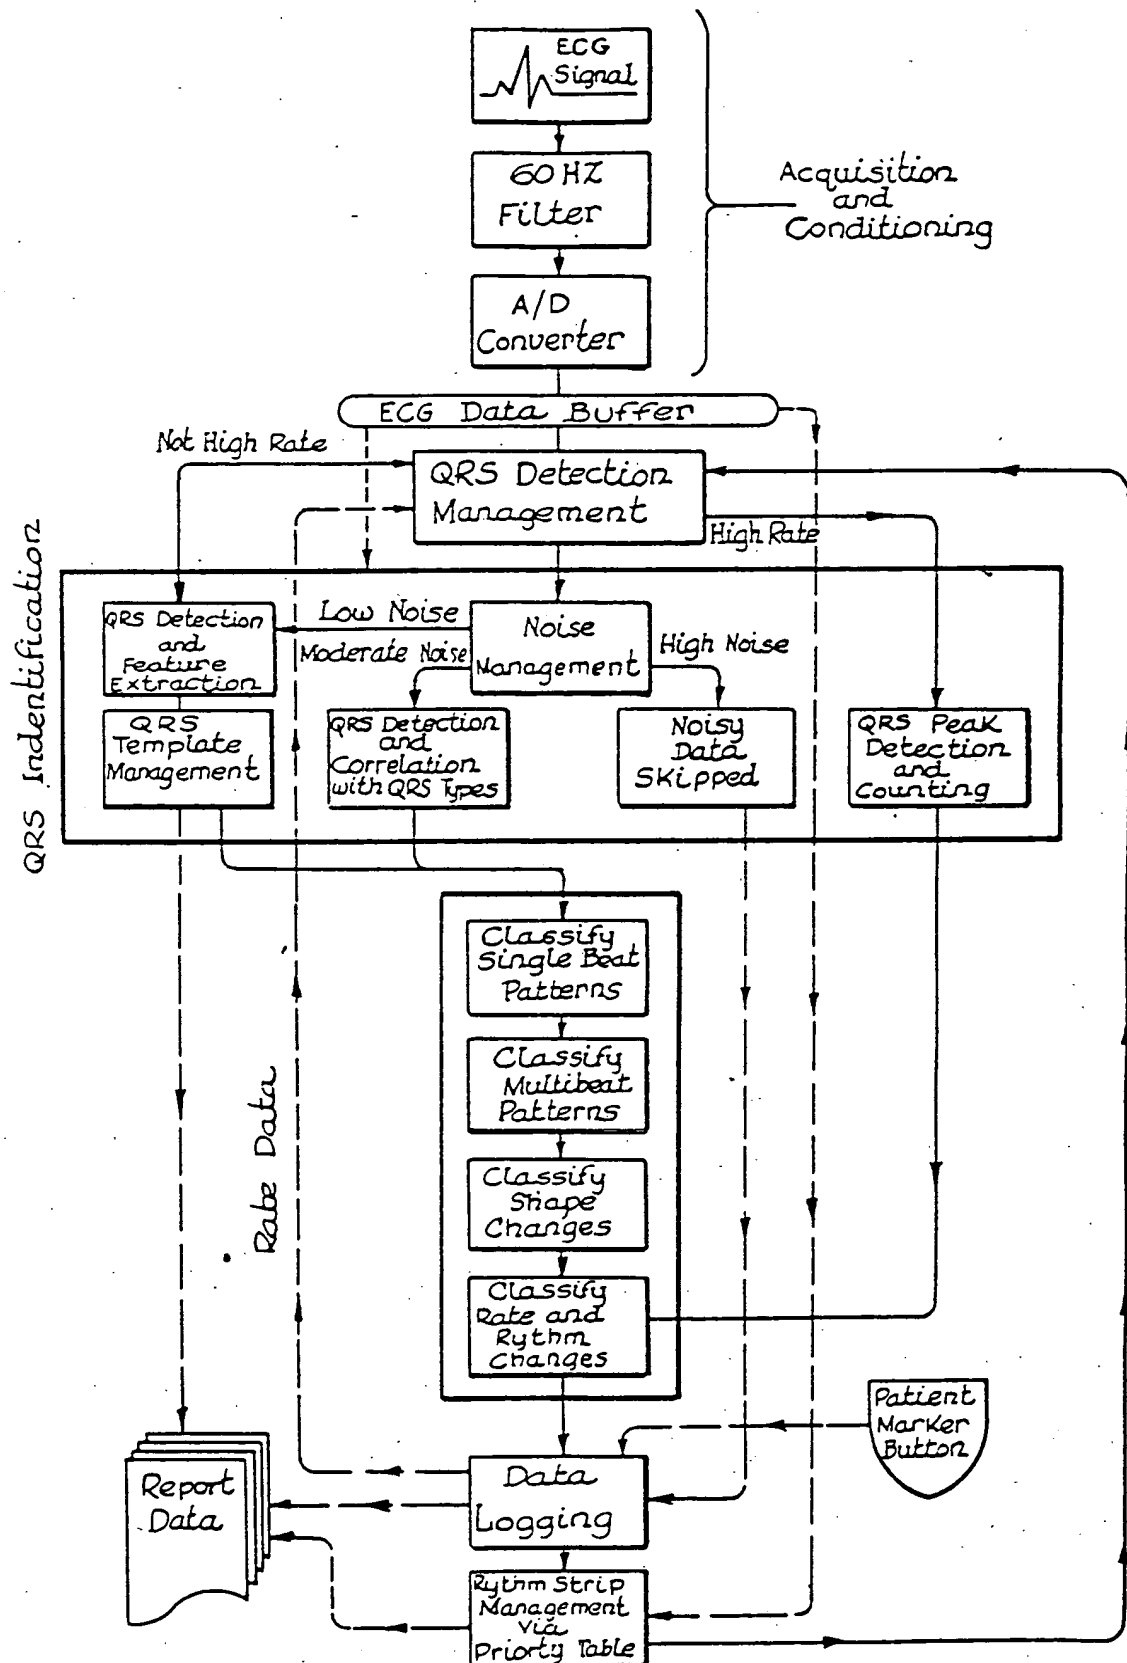 ECG
Signal
60 HZ
Filter
A/D
Converter
Acquisition
and
Conditioning
ECG Data Buffer
Not High Rate
QRS Detection
Management
High Rate
QRS Indentification
QRS Detection
and
Feature
Extraction
Low Noise
Moderate Noise
Noise
Management
High Noise
QRS
Template
Management
QRS Detection
and
Correlation
with QRS Types
Noisy
Data
Skipped
QRS Peak
Detection
and
Counting
Classify
Single Beat
Patterns
Classify
Multibeat
Patterns
Rate Data
Classify
Shape
Changes
Classify
Rate and
Rythm
Changes
Patient
Marker
Button
Report
Data
Data
Logging
Rythm Strip
Management
Via
Priorty Table